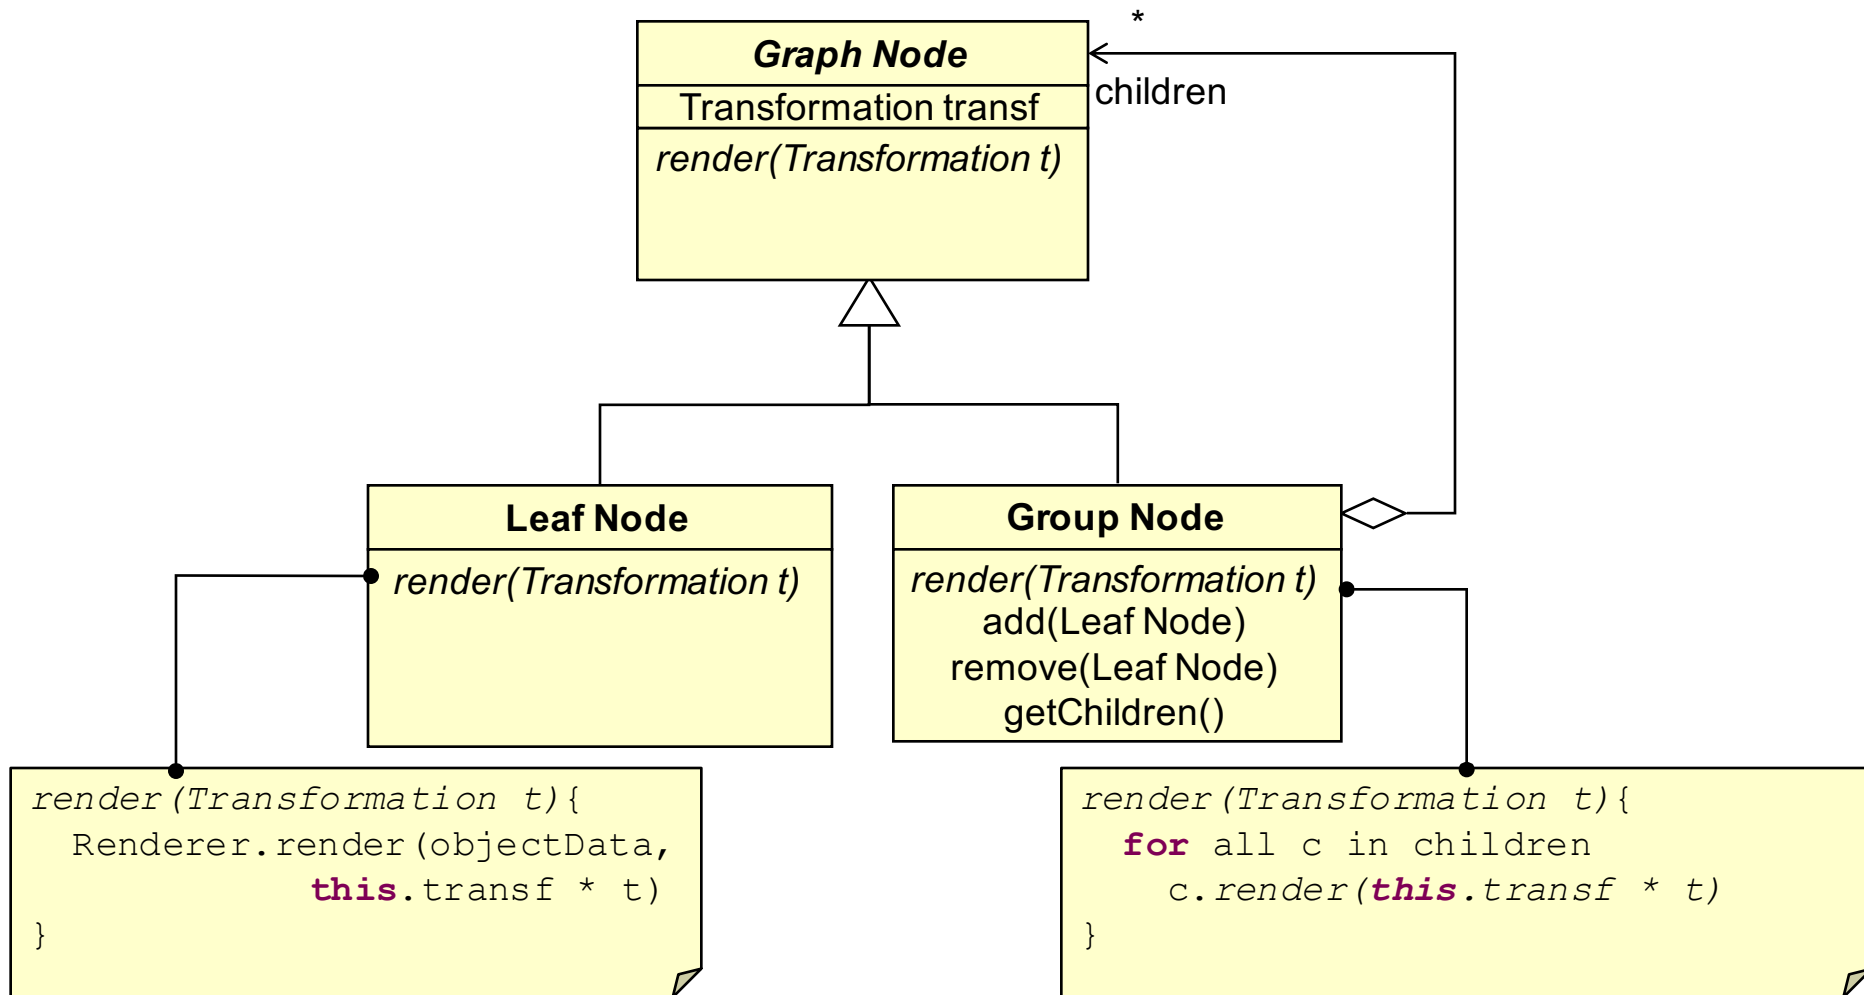 *
Graph Node
children
Transformation transf
render(Transformation t)
Leaf Node
render(Transformation t)
Group Node
render(Transformation t)
add(Leaf Node)
remove(Leaf Node)
getChildren()
render(Transformation t){
Renderer.render(objectData,
this.transf * t)
}
render(Transformation t){
for all c in children
c.render(this.transf * t)
}